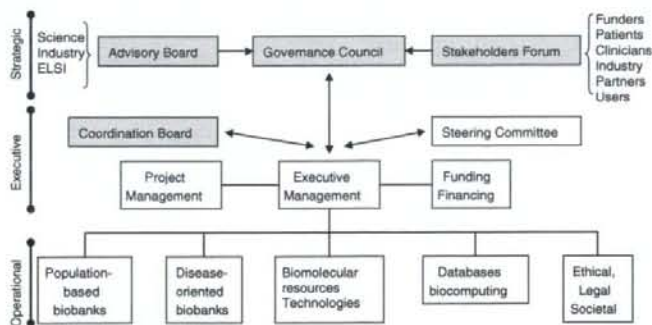 Strategic
Science
Industry
ELSI
Advisory Board
Governance Council
Stakeholders Forum
Funders
Patients
Clinicians
Industry
Partners
Users
Executive
Coordination Board
Steering Committee
Project
Management
Executive
Management
Funding
Financing
Operational
Population-
based
biobanks
Disease-
oriented
biobanks
Biomolecular
resources
Technologies
Databases
biocomputing
Ethical,
Legal
Societal